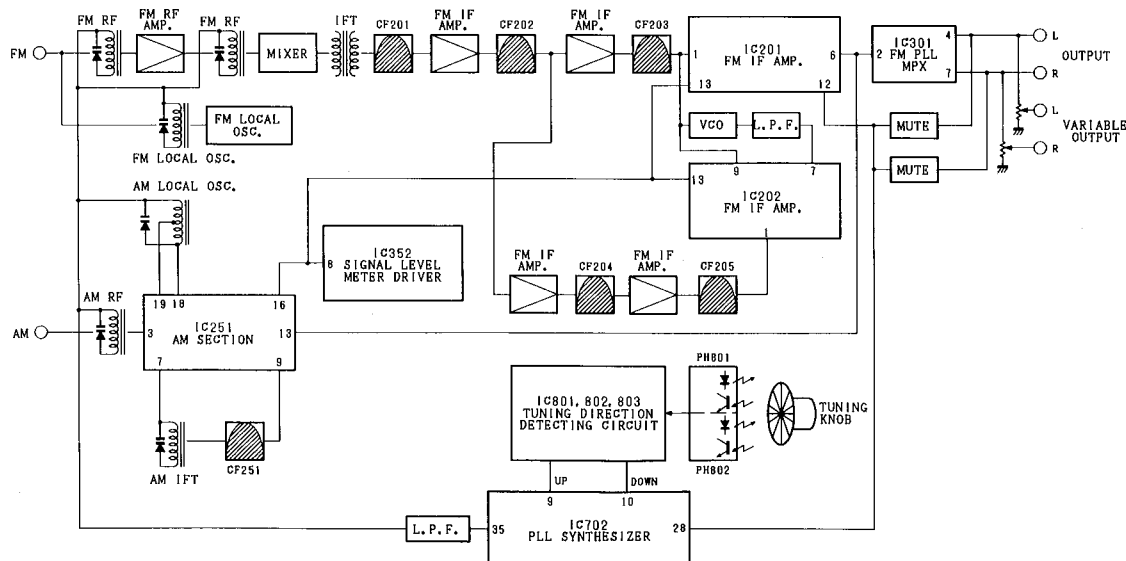 FM
FM RF
FM RF
AMP.
FM RF
MIXER
IFT
CF201
FM IF
AMP.
CF202
FM IF
AMP.
CF203
1
IC201
FM IF AMP.
6
13
12
2
IC301
FM PLL
MPX
4
7
L
OUTPUT
R
L
VARIABLE
OUTPUT
R
MUTE
MUTE
FM LOCAL
OSC.
FM LOCAL OSC.
VCO
L.P.F.
9
7
13
IC202
FM IF AMP.
1
AM LOCAL OSC.
8
IC352
SIGNAL LEVEL
METER DRIVER
FM IF
AMP.
CF204
FM IF
AMP.
CF205
AM
AM RF
19
18
16
3
IC251
AM SECTION
13
7
9
AM IFT
CF251
IC801, 802, 803
TUNING DIRECTION
DETECTING CIRCUIT
PH801
PH802
TUNING
KNOB
UP
DOWN
9
10
L.P.F.
35
IC702
PLL SYNTHESIZER
28